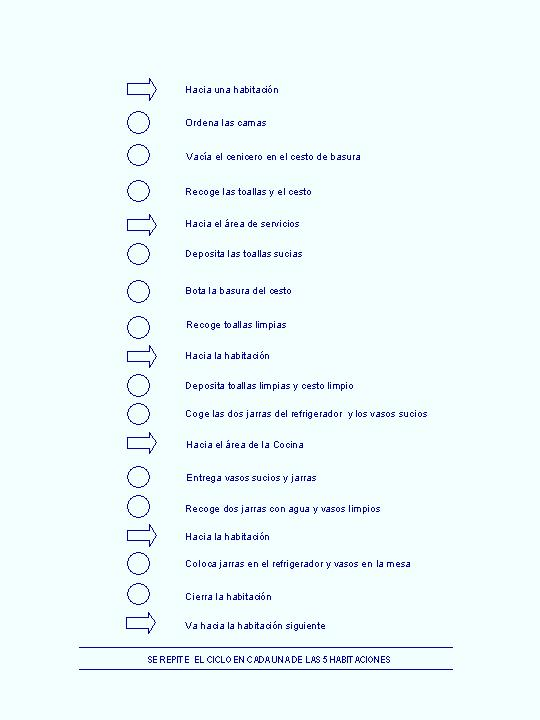 Hacia una habitación
Ordena las camas
Vacía el cenicero en el cesto de basura
Recoge las toallas y el cesto
Hacia el área de servicios
Deposita las toallas sucias
Bota la basura del cesto
Recoge toallas limpias
Hacia la habitación
Deposita toallas limpias y cesto limpio
Coge las dos jarras del refrigerador y los vasos sucios
Hacia el área de la Cocina
Entrega vasos sucios y jarras
Recoge dos jarras con agua y vasos limpios
Hacia la habitación
Coloca jarras en el refrigerador y vasos en la mesa
Cierra la habitación
Va hacia la habitación siguiente
SE REPITE EL CICLO EN CADA UNA DE LAS 5 HABITACIONES